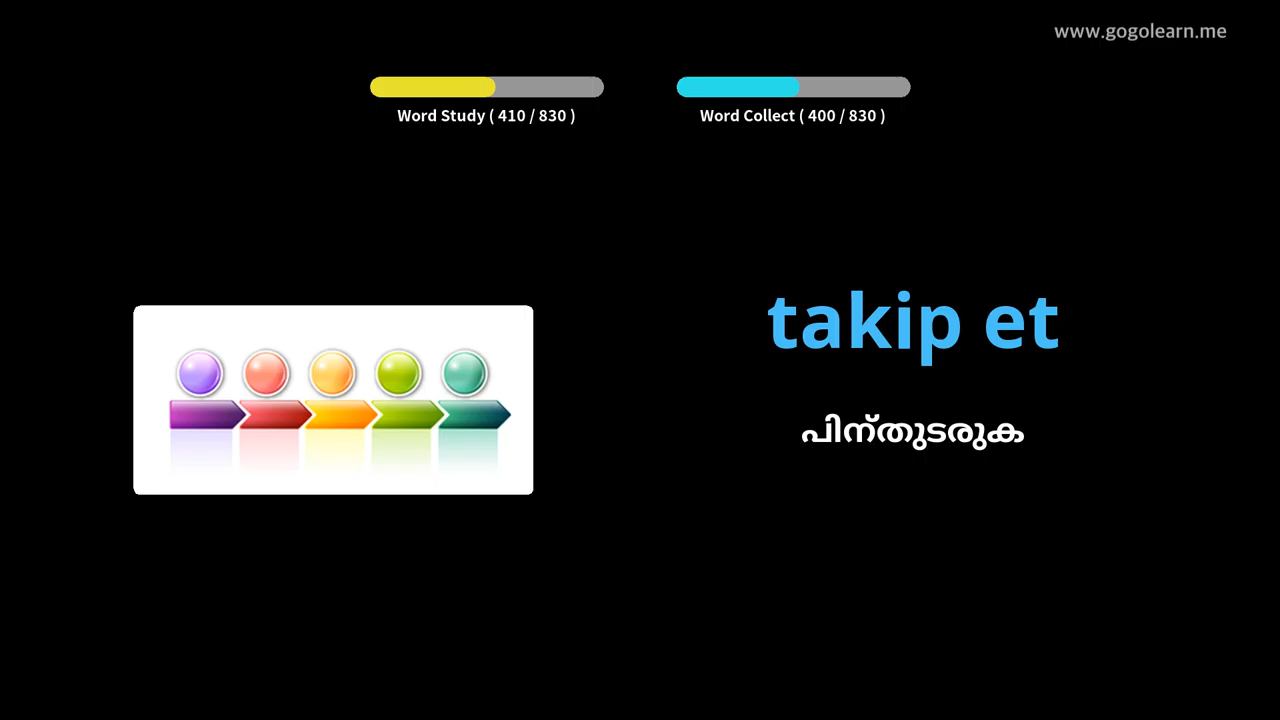 www.gogolearn.me
Word Study ( 410 / 830 )
Word Collect ( 400 / 830 )
takip et
പിന്തുടരുക